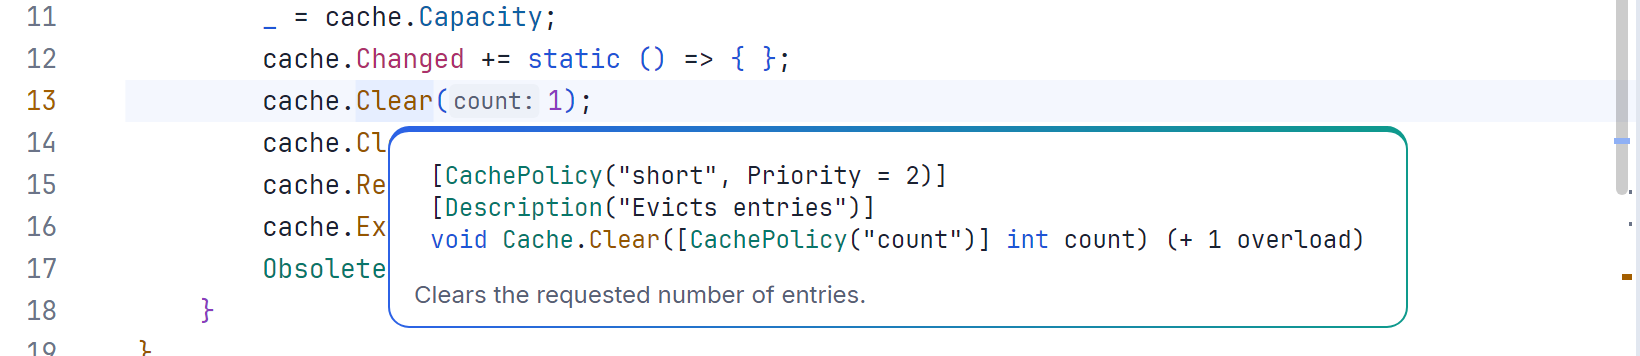 11 _ = cache.Capacity;
12 cache.Changed += static () => { };
13 cache.Clear( count: 1);
14 cache.Cl
[CachePolicy("short", Priority = 2)]
15 cache.Re
[Description("Evicts entries")]
16 cache.Ex
void Cache.Clear([CachePolicy("count")] int count) (+ 1 overload)
17 Obsolete
Clears the requested number of entries.
18 }
19 }